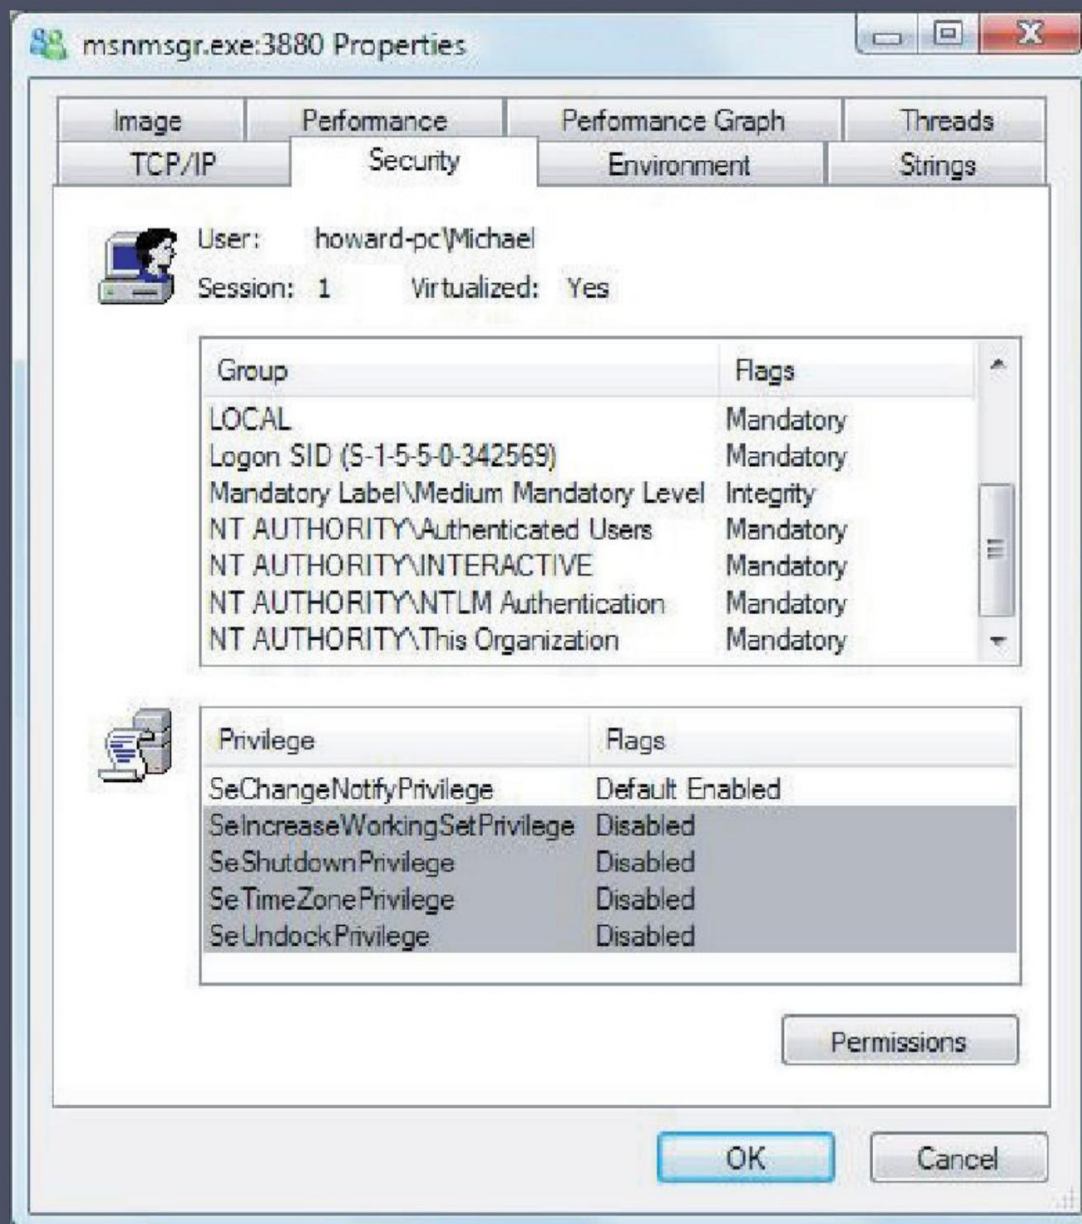 msnmsgr.exe:3880 Properties
Image Performance Performance Graph Threads
TCP/IP Security Environment Strings
User: howard-pc\Michael
Session: 1 Virtualized: Yes
Group Flags
LOCAL Mandatory
Logon SID (S-1-5-5-0-342569) Mandatory
Mandatory Label\Medium Mandatory Level Integrity
NT AUTHORITY\Authenticated Users Mandatory
NT AUTHORITY\INTERACTIVE Mandatory
NT AUTHORITY\NTLM Authentication Mandatory
NT AUTHORITY\This Organization Mandatory
Privilege Flags
SeChangeNotifyPrivilege Default Enabled
SeIncreaseWorkingSetPrivilege Disabled
SeShutdownPrivilege Disabled
SeTimeZonePrivilege Disabled
SeUndockPrivilege Disabled
Permissions
OK Cancel